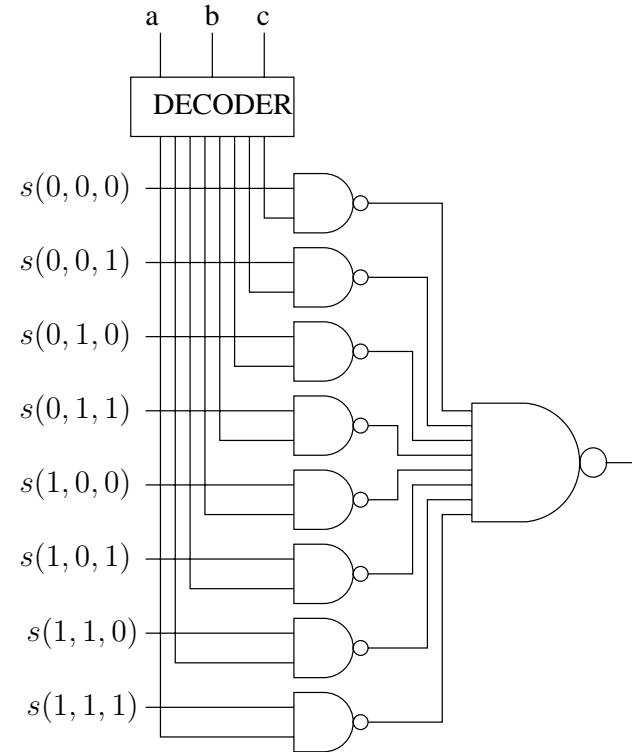 a b c
DECODER
s(0, 0, 0)
s(0, 0, 1)
s(0, 1, 0)
s(0, 1, 1)
s(1, 0, 0)
s(1, 0, 1)
s(1, 1, 0)
s(1, 1, 1)